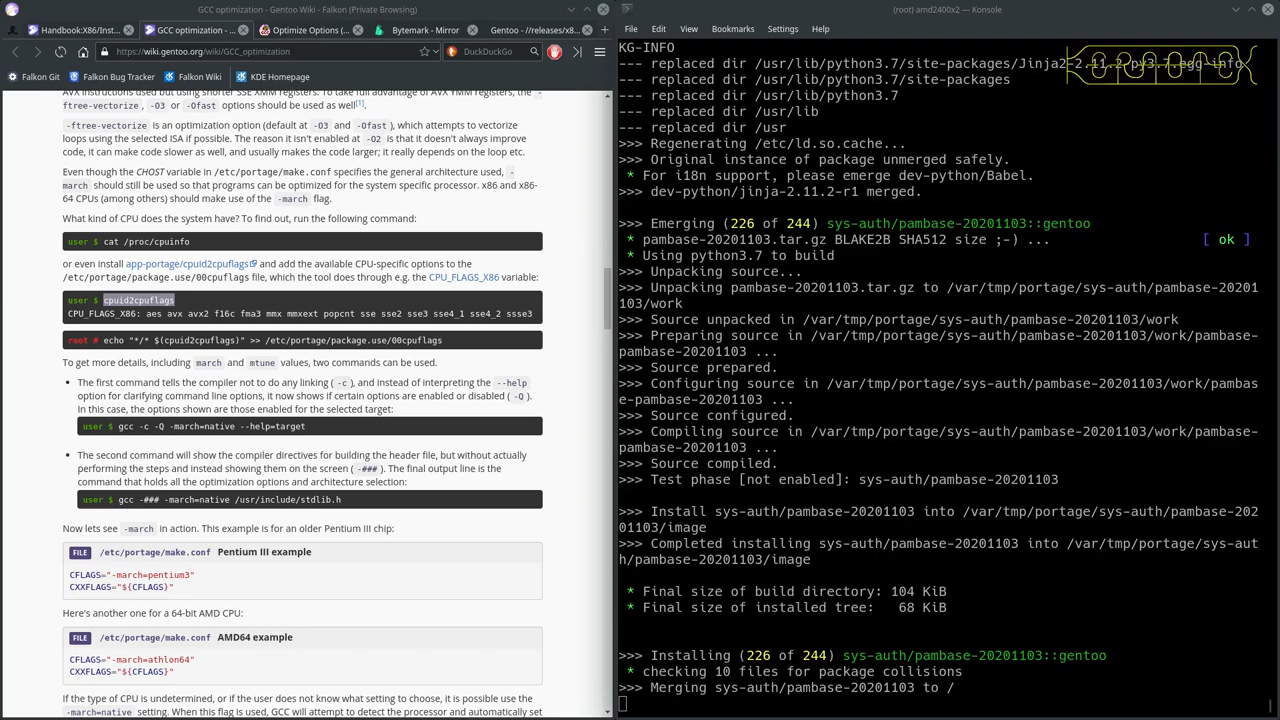 GCC optimization - Gentoo Wiki - Falkon (Private Browsing)
Handbook:X86/Inst...
GCC optimization - G...
Optimize Options (...
Bytemark - Mirror -
Gentoo - //releases/x8...
https://wiki.gentoo.org/wiki/GCC_optimization
DuckDuckGo
Falkon Git
Falkon Bug Tracker
Falkon Wiki
KDE Homepage
AVX instructions used but using shorter SSE XMM registers. To take full advantage of AVX YMM registers, the -
ftree-vectorize, -O3 or -Ofast options should be used as well[1].
-ftree-vectorize is an optimization option (default at -O3 and -Ofast), which attempts to vectorize
loops using the selected ISA if possible. The reason it isn't enabled at -O2 is that it doesn't always improve
code, it can make code slower as well, and usually makes the code larger; it really depends on the loop etc.
Even though the CHOST variable in /etc/portage/make.conf specifies the general architecture used, -
march should still be used so that programs can be optimized for the system specific processor. x86 and x86-
64 CPUs (among others) should make use of the -march flag.
What kind of CPU does the system have? To find out, run the following command:
user $ cat /proc/cpuinfo
or even install app-portage/cpuid2cpuflags and add the available CPU-specific options to the
/etc/portage/package.use/00cpuflags file, which the tool does through e.g. the CPU_FLAGS_X86 variable:
user $ cpuid2cpuflags
CPU_FLAGS_X86: aes avx avx2 f16c fma3 mmx mmxext popcnt sse sse2 sse3 sse4_1 sse4_2 ssse3
root # echo "*/* $(cpuid2cpuflags)" >> /etc/portage/package.use/00cpuflags
To get more details, including march and mtune values, two commands can be used.
• The first command tells the compiler not to do any linking (-c), and instead of interpreting the --help
option for clarifying command line options, it now shows if certain options are enabled or disabled (-Q).
In this case, the options shown are those enabled for the selected target:
user $ gcc -c -Q -march=native --help=target
• The second command will show the compiler directives for building the header file, but without actually
performing the steps and instead showing them on the screen (-###). The final output line is the
command that holds all the optimization options and architecture selection:
user $ gcc -### -march=native /usr/include/stdlib.h
Now lets see -march in action. This example is for an older Pentium III chip:
FILE /etc/portage/make.conf Pentium III example
CFLAGS="-march=pentium3"
CXXFLAGS="${CFLAGS}"
Here's another one for a 64-bit AMD CPU:
FILE /etc/portage/make.conf AMD64 example
CFLAGS="-march=athlon64"
CXXFLAGS="${CFLAGS}"
If the type of CPU is undetermined, or if the user does not know what setting to choose, it is possible use the
-march=native setting. When this flag is used, GCC will attempt to detect the processor and automatically set
(root) amd2400x2 — Konsole
File Edit View Bookmarks Settings Help
KG-INFO
--- replaced dir /usr/lib/python3.7/site-packages/Jinja2-2.11.2-py3.7.egg-info
--- replaced dir /usr/lib/python3.7/site-packages
--- replaced dir /usr/lib/python3.7
--- replaced dir /usr/lib
--- replaced dir /usr
>>> Regenerating /etc/ld.so.cache...
>>> Original instance of package unmerged safely.
* For i18n support, please emerge dev-python/Babel.
>>> dev-python/jinja-2.11.2-r1 merged.
>>> Emerging (226 of 244) sys-auth/pambase-20201103::gentoo
* pambase-20201103.tar.gz BLAKE2B SHA512 size ;-) ... [ ok ]
* Using python3.7 to build
>>> Unpacking source...
>>> Unpacking pambase-20201103.tar.gz to /var/tmp/portage/sys-auth/pambase-20201
103/work
>>> Source unpacked in /var/tmp/portage/sys-auth/pambase-20201103/work
>>> Preparing source in /var/tmp/portage/sys-auth/pambase-20201103/work/pambase-
pambase-20201103 ...
>>> Source prepared.
>>> Configuring source in /var/tmp/portage/sys-auth/pambase-20201103/work/pambas
e-pambase-20201103 ...
>>> Source configured.
>>> Compiling source in /var/tmp/portage/sys-auth/pambase-20201103/work/pambase-
pambase-20201103 ...
>>> Source compiled.
>>> Test phase [not enabled]: sys-auth/pambase-20201103
>>> Install sys-auth/pambase-20201103 into /var/tmp/portage/sys-auth/pambase-202
01103/image
>>> Completed installing sys-auth/pambase-20201103 into /var/tmp/portage/sys-aut
h/pambase-20201103/image
* Final size of build directory: 104 KiB
* Final size of installed tree: 68 KiB
>>> Installing (226 of 244) sys-auth/pambase-20201103::gentoo
* checking 10 files for package collisions
>>> Merging sys-auth/pambase-20201103 to /